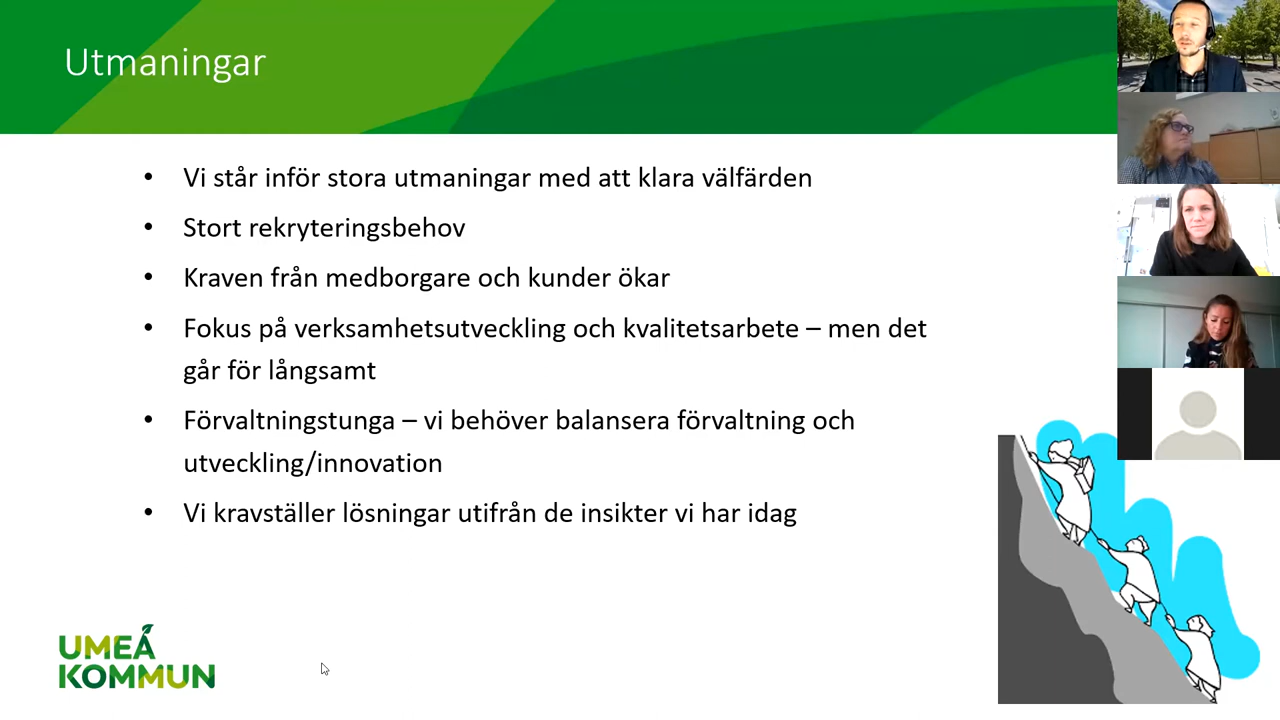 Utmaningar
• Vi står inför stora utmaningar med att klara välfärden
• Stort rekryteringsbehov
• Kraven från medborgare och kunder ökar
• Fokus på verksamhetsutveckling och kvalitetsarbete – men det
går för långsamt
• Förvaltningstunga – vi behöver balansera förvaltning och
utveckling/innovation
• Vi kravställer lösningar utifrån de insikter vi har idag
UMEÅ
KOMMUN